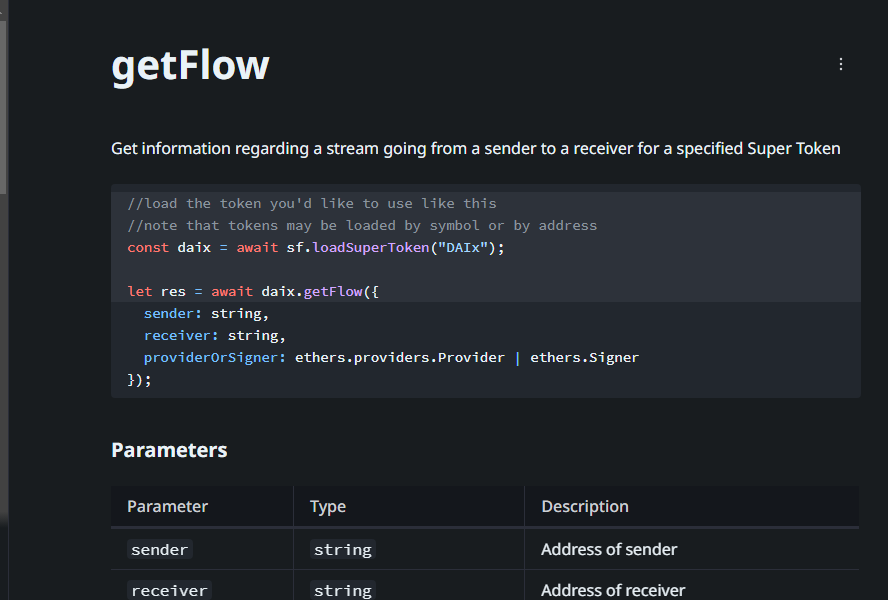 getFlow
Get information regarding a stream going from a sender to a receiver for a specified Super Token
//load the token you'd like to use like this
//note that tokens may be loaded by symbol or by address
const daix = await sf.loadSuperToken("DAIx");
let res = await daix.getFlow({
  sender: string,
  receiver: string,
  providerOrSigner: ethers.providers.Provider | ethers.Signer
});
Parameters
Parameter Type Description
sender string Address of sender
receiver string Address of receiver